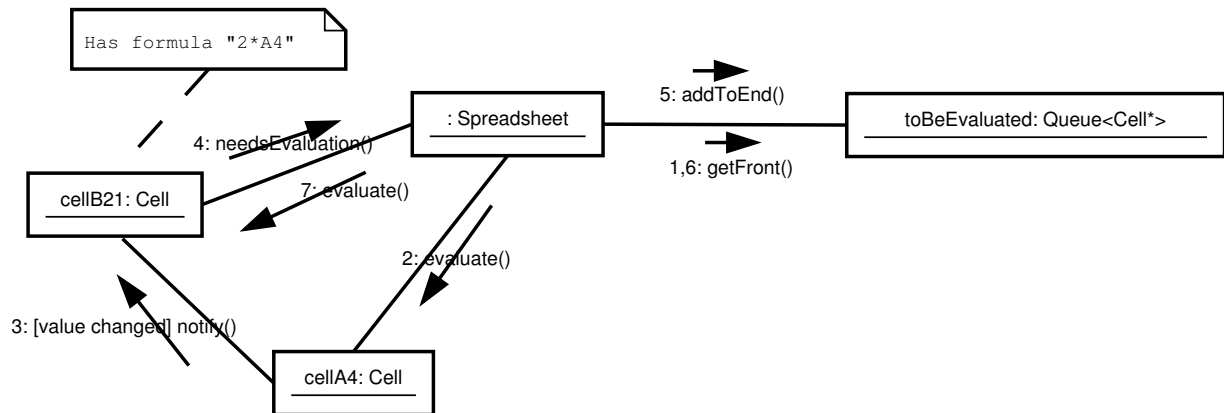 Has formula "2*A4"
5: addToEnd()
: Spreadsheet
toBeEvaluated: Queue<Cell*>
4: needsEvaluation()
1,6: getFront()
7: evaluate()
cellB21: Cell
2: evaluate()
3: [value changed] notify()
cellA4: Cell